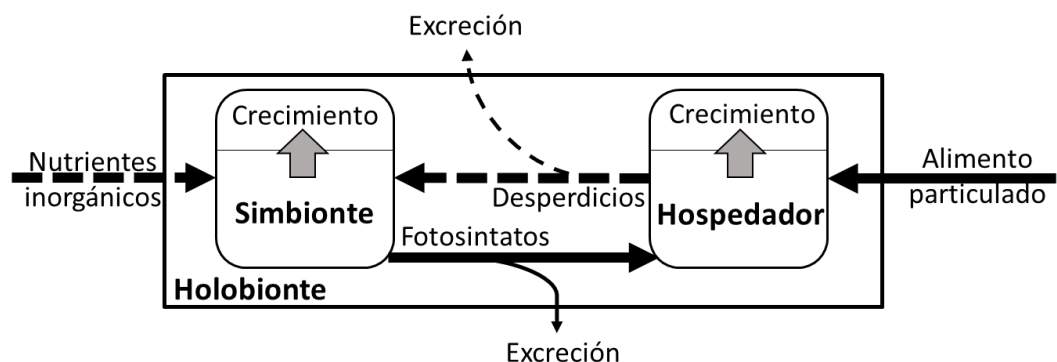 Excreción
Crecimiento
Crecimiento
Nutrientes
inorgánicos
Simbionte
Desperdicios
Hospedador
Alimento
particulado
Fotosintatos
Holobionte
Excreción